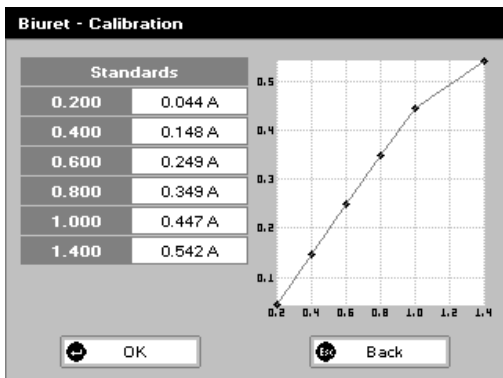 Biuret - Calibration
Standards
0.200 0.044 A
0.400 0.148 A
0.600 0.249 A
0.800 0.349 A
1.000 0.447 A
1.400 0.542 A
0.5
0.4
0.3
0.2
0.1
0.2 0.4 0.6 0.8 1.0 1.2 1.4
OK
Esc Back